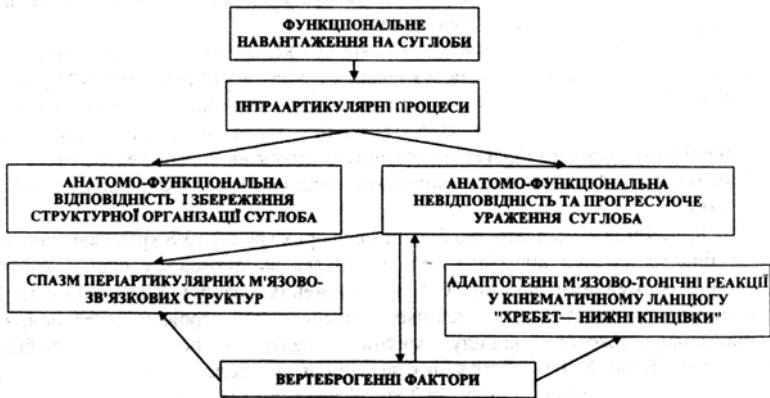 ФУНКЦІОНАЛЬНЕ
НАВАНТАЖЕННЯ НА СУГЛОБИ
ІНТРААРТИКУЛЯРНІ ПРОЦЕСИ
АНАТОМО-ФУНКЦІОНАЛЬНА
ВІДПОВІДНІСТЬ І ЗБЕРЕЖЕННЯ
СТРУКТУРНОЇ ОРГАНІЗАЦІЇ СУГЛОБА
АНАТОМО-ФУНКЦІОНАЛЬНА
НЕВІДПОВІДНІСТЬ ТА ПРОГРЕСУЮЧЕ
УРАЖЕННЯ СУГЛОБА
СПАЗМ ПЕРІАРТИКУЛЯРНИХ М'ЯЗОВО-
ЗВ'ЯЗКОВИХ СТРУКТУР
АДАПТОГЕННІ М'ЯЗОВО-ТОНІЧНІ РЕАКЦІЇ
У КІНЕМАТИЧНОМУ ЛАНЦЮГУ
"ХРЕБЕТ— НИЖНІ КІНЦІВКИ"
ВЕРТЕБРОГЕННІ ФАКТОРИ